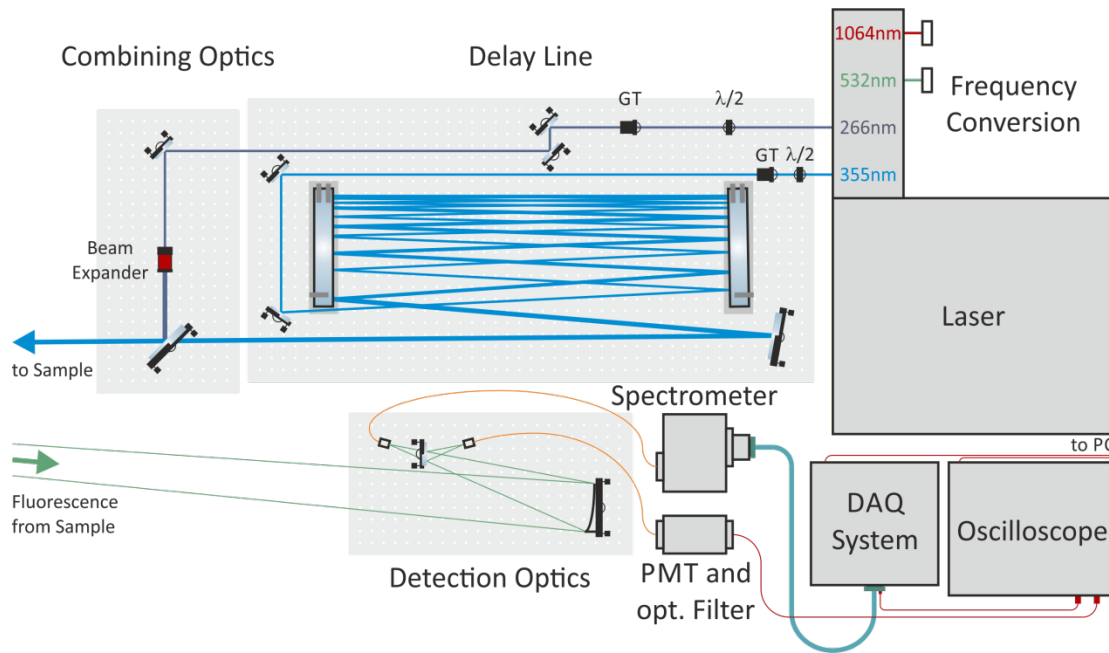 Combining Optics
Delay Line
1064nm
532nm
266nm
355nm
Frequency
Conversion
GT
λ/2
GT
λ/2
Beam
Expander
to Sample
Laser
Spectrometer
to PC
Fluorescence
from Sample
DAQ
System
Oscilloscope
Detection Optics
PMT and
opt. Filter